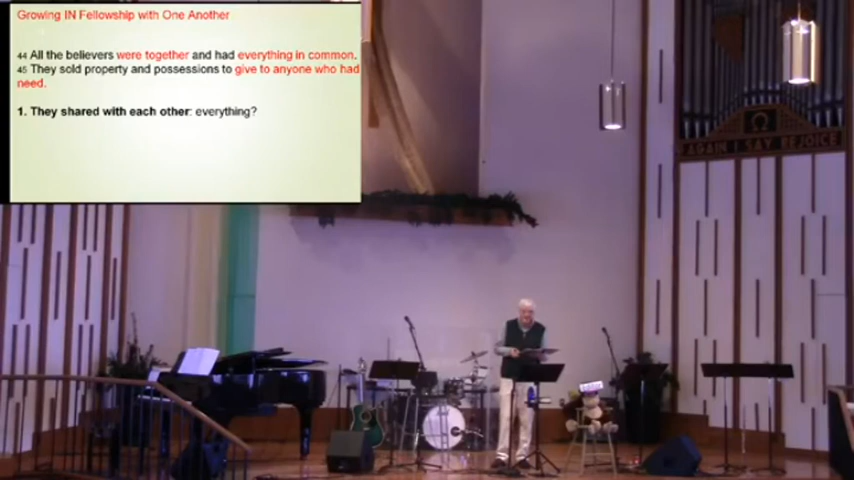 Growing IN Fellowship with One Another
44 All the believers were together and had everything in common.
45 They sold property and possessions to give to anyone who had
need.
1. They shared with each other: everything?
AGAIN I SAY REJOICE